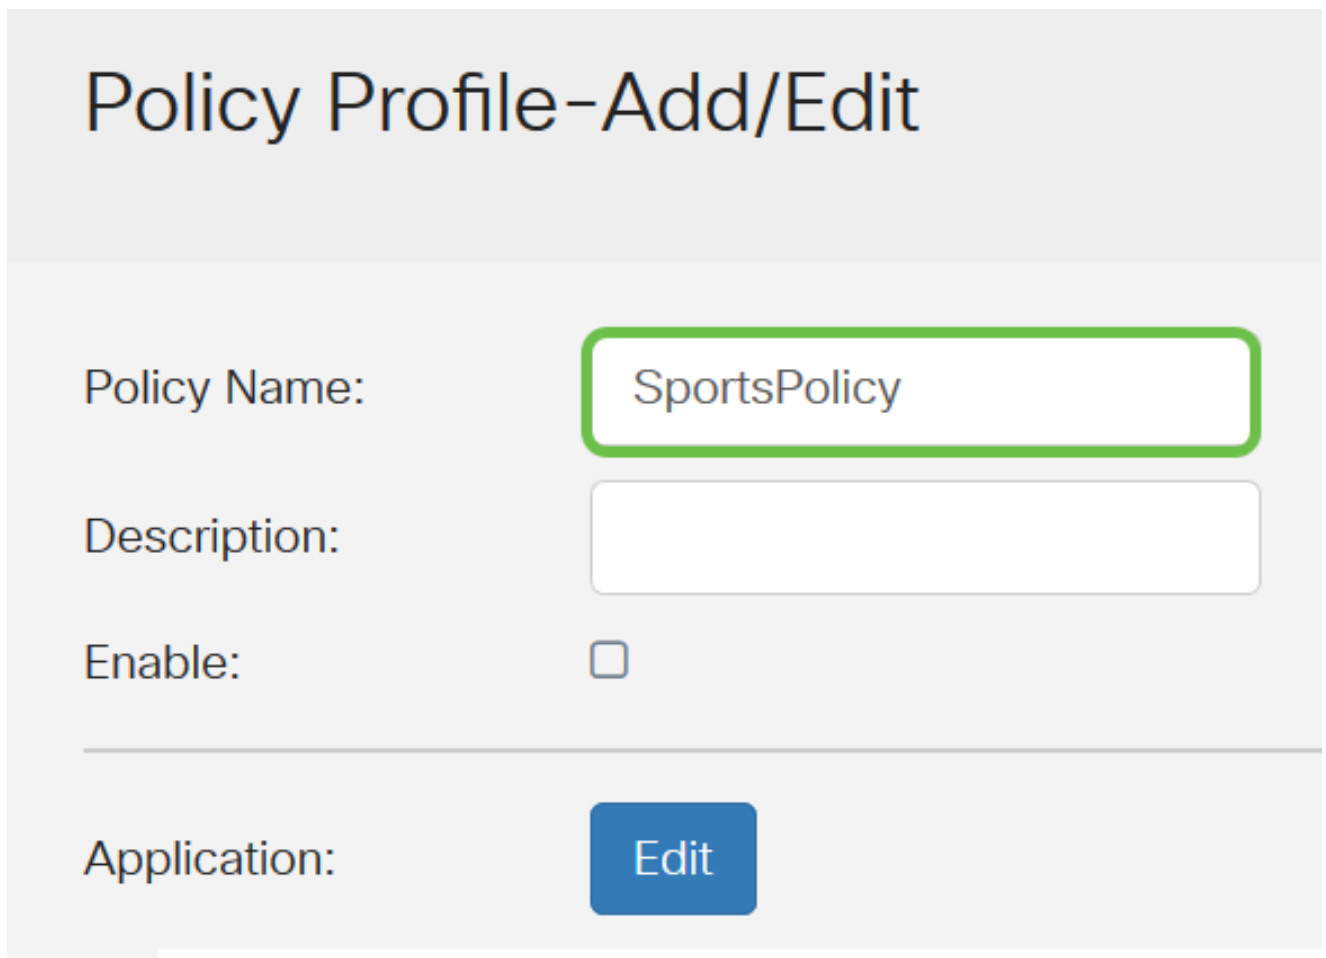 Policy Profile-Add/Edit
Policy Name: SportsPolicy
Description:
Enable:
Application: Edit